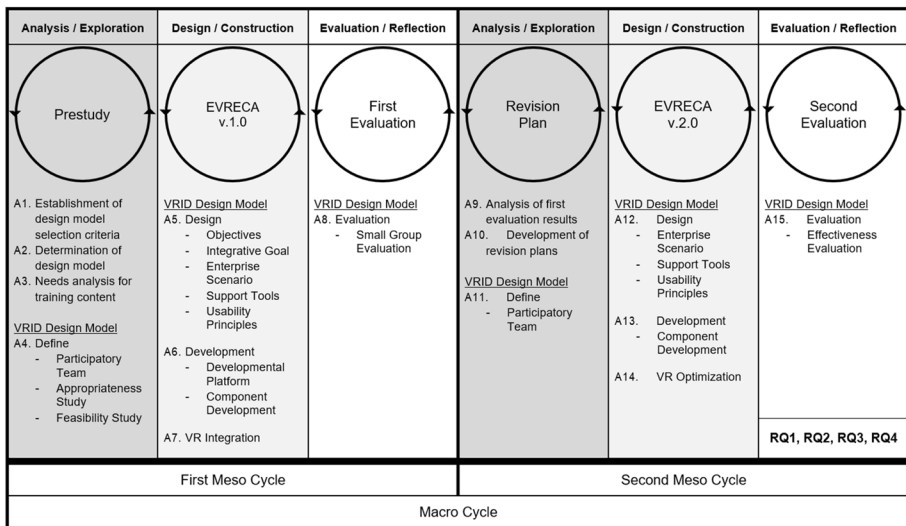 Analysis / Exploration
Design / Construction
Evaluation / Reflection
Analysis / Exploration
Design / Construction
Evaluation / Reflection
Prestudy
EVRECA
v.1.0
First
Evaluation
Revision
Plan
EVRECA
v.2.0
Second
Evaluation
A1. Establishment of
design model
selection criteria
A2. Determination of
design model
A3. Needs analysis for
training content
VRID Design Model
A4. Define
- Participatory
Team
- Appropriateness
Study
- Feasibility Study
VRID Design Model
A5. Design
- Objectives
- Integrative Goal
- Enterprise
Scenario
- Support Tools
- Usability
Principles
A6. Development
- Developmental
Platform
- Component
Development
A7. VR Integration
VRID Design Model
A8. Evaluation
- Small Group
Evaluation
A9. Analysis of first
evaluation results
A10. Development of
revision plans
VRID Design Model
A11. Define
- Participatory
Team
VRID Design Model
A12. Design
- Enterprise
Scenario
- Support Tools
- Usability
Principles
A13. Development
- Component
Development
A14. VR Optimization
VRID Design Model
A15. Evaluation
- Effectiveness
Evaluation
RQ1, RQ2, RQ3, RQ4
First Meso Cycle
Second Meso Cycle
Macro Cycle